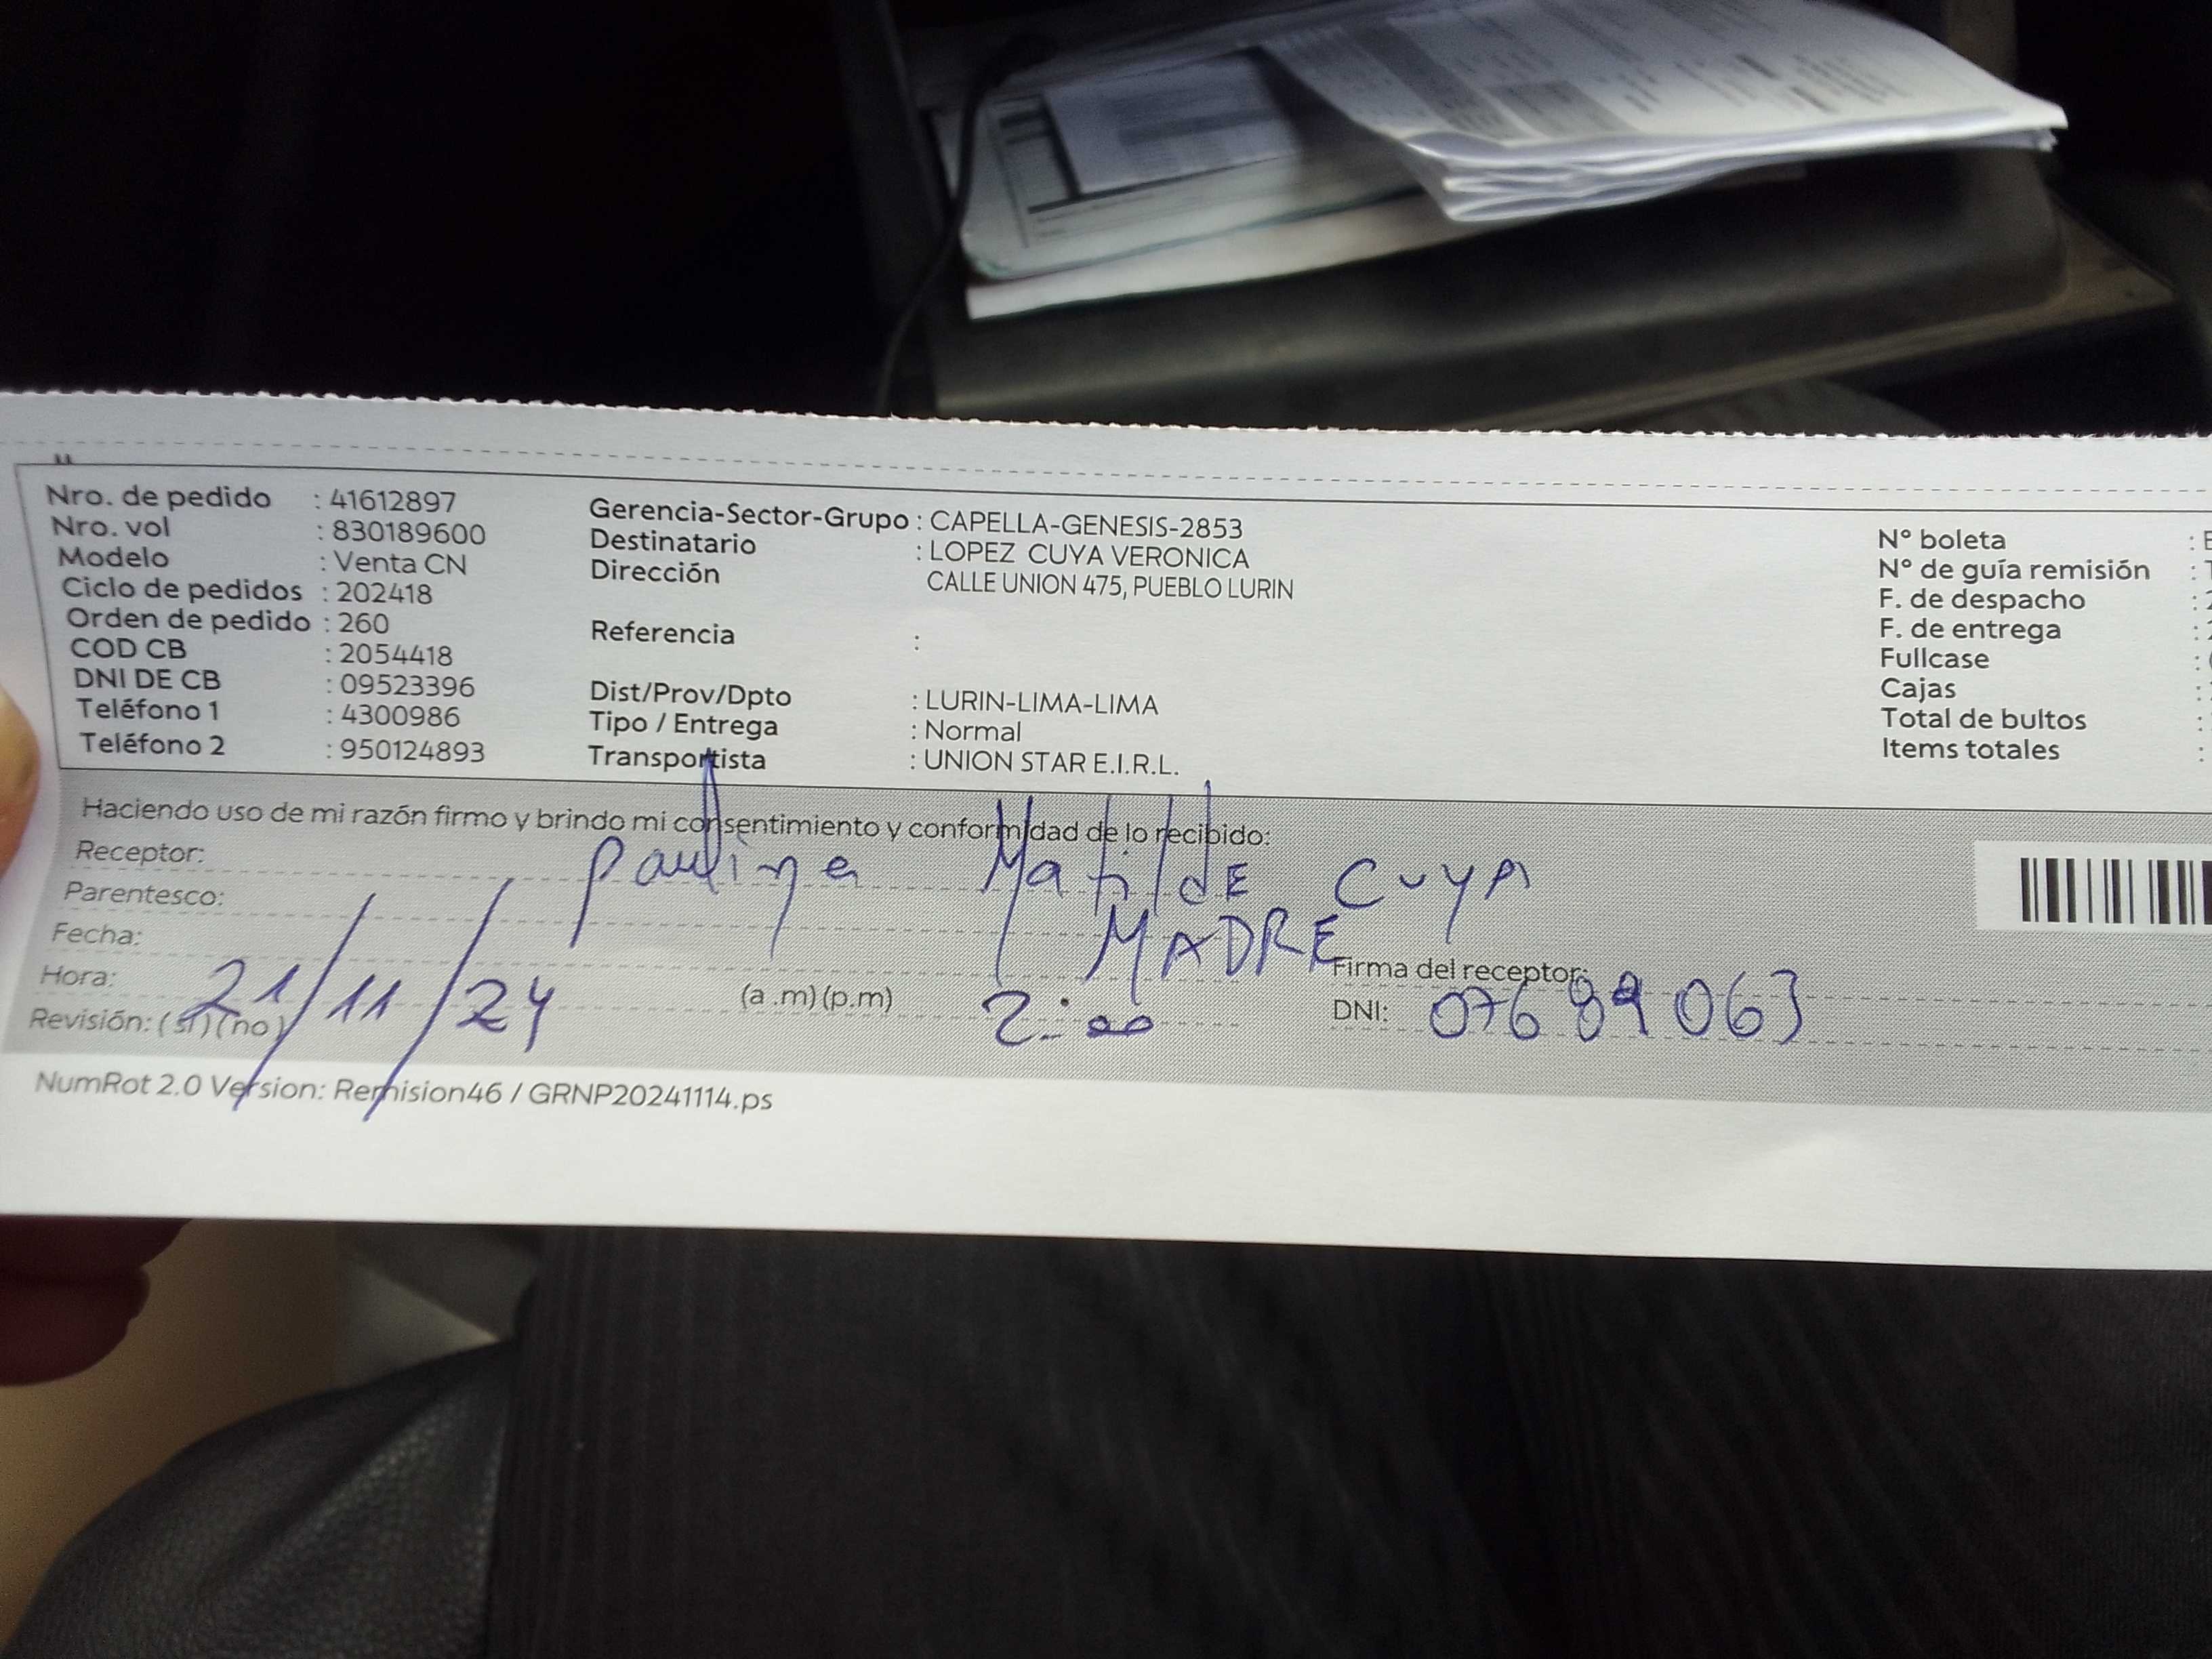 Nro. de pedido : 41612897
Nro. vol : 830189600
Modelo : Venta CN
Ciclo de pedidos : 202418
Orden de pedido : 260
COD CB : 2054418
DNI DE CB : 09523396
Teléfono 1 : 4300986
Teléfono 2 : 950124893
Gerencia-Sector-Grupo : CAPELLA-GENESIS-2853
Destinatario : LOPEZ CUYA VERONICA
Dirección CALLE UNION 475, PUEBLO LURIN
Referencia :
Dist/Prov/Dpto : LURIN-LIMA-LIMA
Tipo / Entrega : Normal
Transportista : UNION STAR E.I.R.L.
N° boleta :
N° de guía remisión :
F. de despacho :
F. de entrega :
Fullcase :
Cajas :
Total de bultos :
Items totales :
Haciendo uso de mi razón firmo y brindo mi consentimiento y conformidad de lo recibido:
Receptor: Paulina Matilde Cuya
Parentesco: MADRE
Fecha: 21/11/24
Hora: (a.m)(p.m) 2:00
Firma del receptor:
Revisión: (si)(no)
DNI: 07689063
NumRot 2.0 Version: Remision46 / GRNP20241114.ps